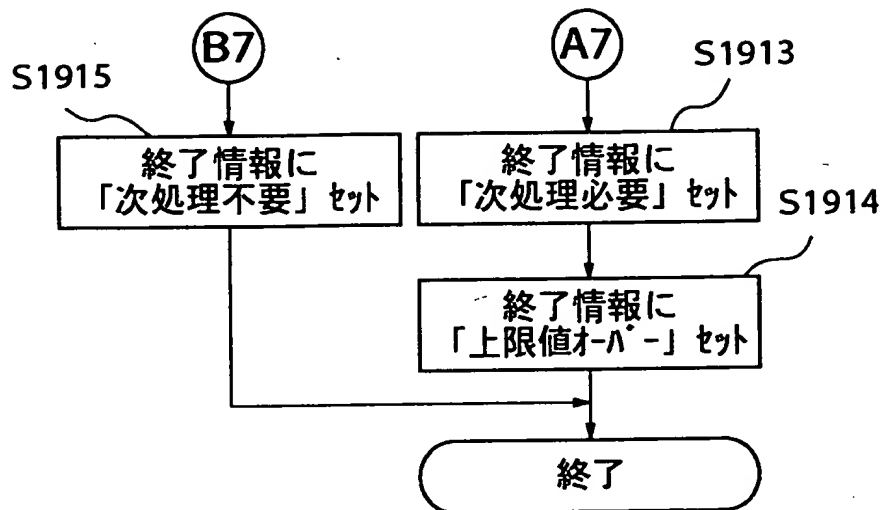 B7
A7
S1915
S1913
終了情報に
「次処理不要」ｾｯﾄ
終了情報に
「次処理必要」ｾｯﾄ
S1914
終了情報に
「上限値ｵｰﾊﾞｰ」ｾｯﾄ
終了